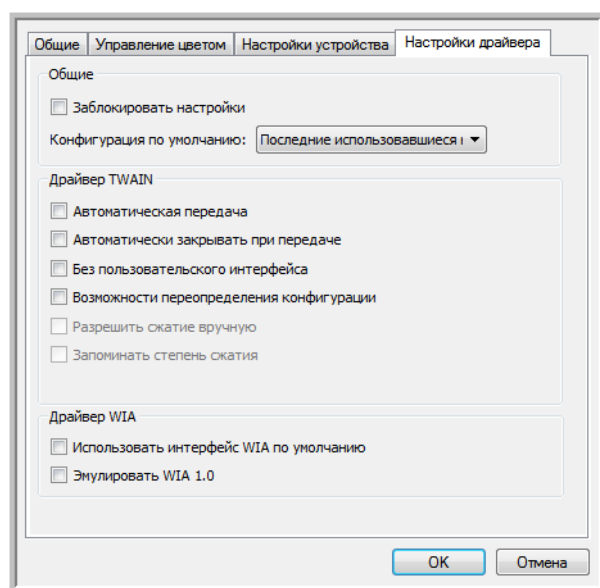 Общие Управление цветом Настройки устройства Настройки драйвера
Общие
Заблокировать настройки
Конфигурация по умолчанию: Последние использовавшиеся
Драйвер TWAIN
Автоматическая передача
Автоматически закрывать при передаче
Без пользовательского интерфейса
Возможности переопределения конфигурации
Разрешить сжатие вручную
Запоминать степень сжатия
Драйвер WIA
Использовать интерфейс WIA по умолчанию
Эмулировать WIA 1.0
OK Отмена